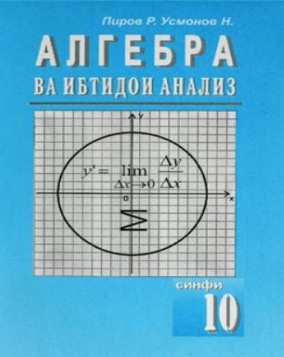 Пиров Р. Усмонов Н.
АЛГЕБРА
ВА ИБТИДОИ АНАЛИЗ
y
y' = lim Δy/Δx
Δx→0
x
o
M
синфи
10